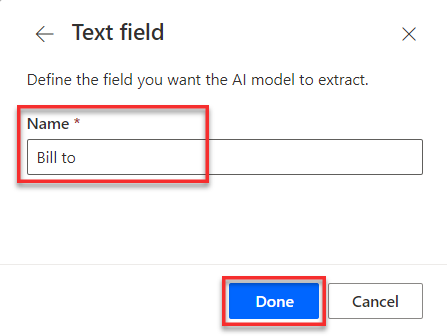 Text field
Define the field you want the AI model to extract.
Name *
Bill to
Done
Cancel